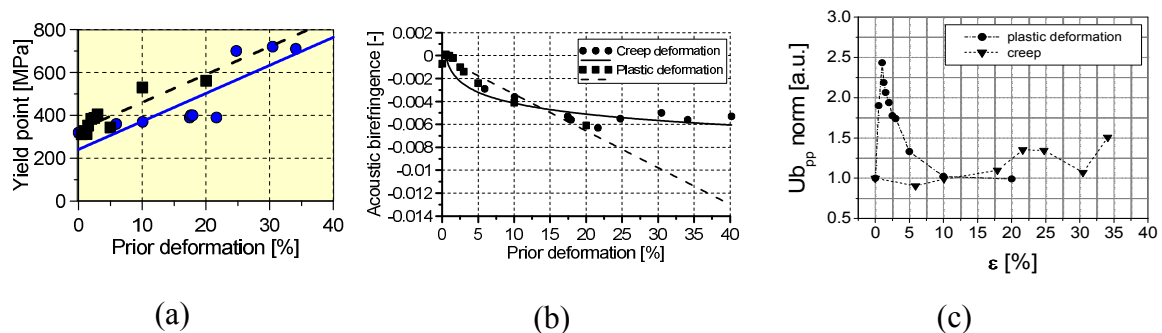 800
600
400
200
0
0 10 20 30 40
Yield point [MPa]
Prior deformation [%]
(a)
0.002
0
-0.002
-0.004
-0.006
-0.008
-0.01
-0.012
-0.014
0 5 10 15 20 25 30 35 40
Acoustic brefringence [-]
Prior deformation [%]
Creep deformation
Plastic deformation
(b)
3.0
2.5
2.0
1.5
1.0
0.5
0 5 10 15 20 25 30 35 40
Ubpp norm [a.u.]
ε [%]
plastic deformation
creep
(c)